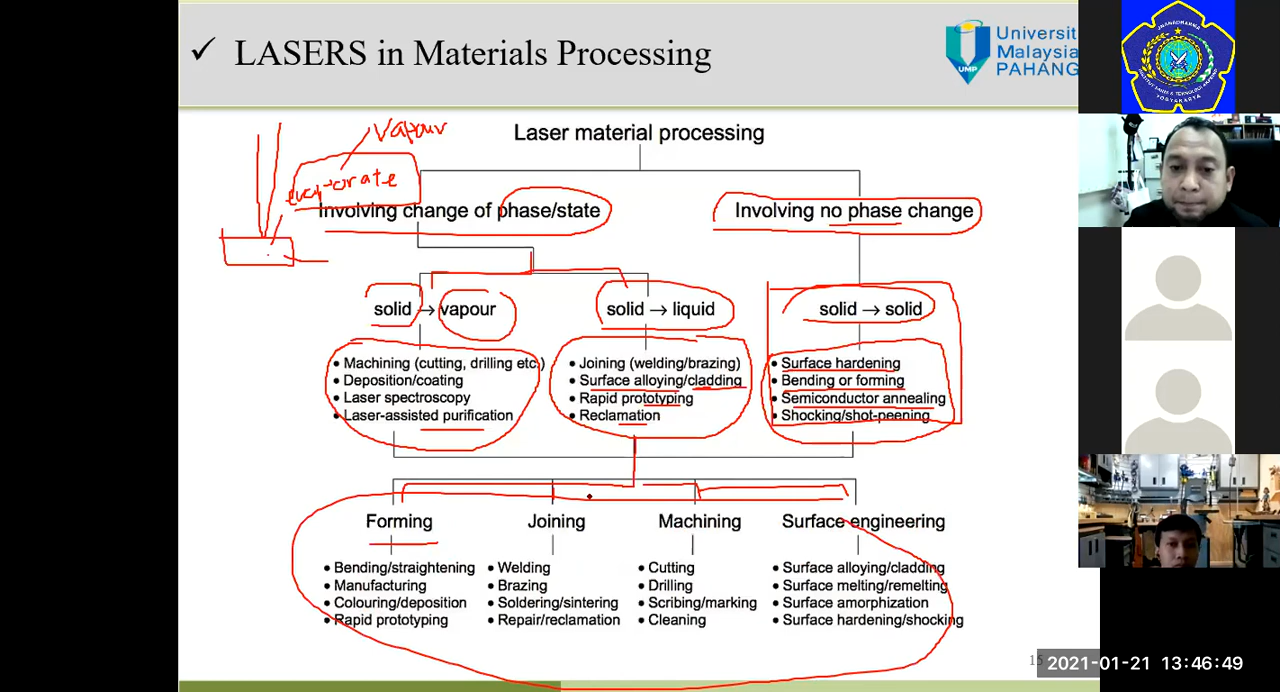 ✓ LASERS in Materials Processing
Universiti
Malaysia
PAHANG
UMP
YOGYAKARTA
Vapour
Laser material processing
Involving change of phase/state
Involving no phase change
solid → vapour
solid → liquid
solid → solid
• Machining (cutting, drilling etc.)
• Deposition/coating
• Laser spectroscopy
• Laser-assisted purification
• Joining (welding/brazing)
• Surface alloying/cladding
• Rapid prototyping
• Reclamation
• Surface hardening
• Bending or forming
• Semiconductor annealing
• Shocking/shot-peening
Forming
• Bending/straightening
• Manufacturing
• Colouring/deposition
• Rapid prototyping
Joining
• Welding
• Brazing
• Soldering/sintering
• Repair/reclamation
Machining
• Cutting
• Drilling
• Scribing/marking
• Cleaning
Surface engineering
• Surface alloying/cladding
• Surface melting/remelting
• Surface amorphization
• Surface hardening/shocking
15
2021-01-21 13:46:49